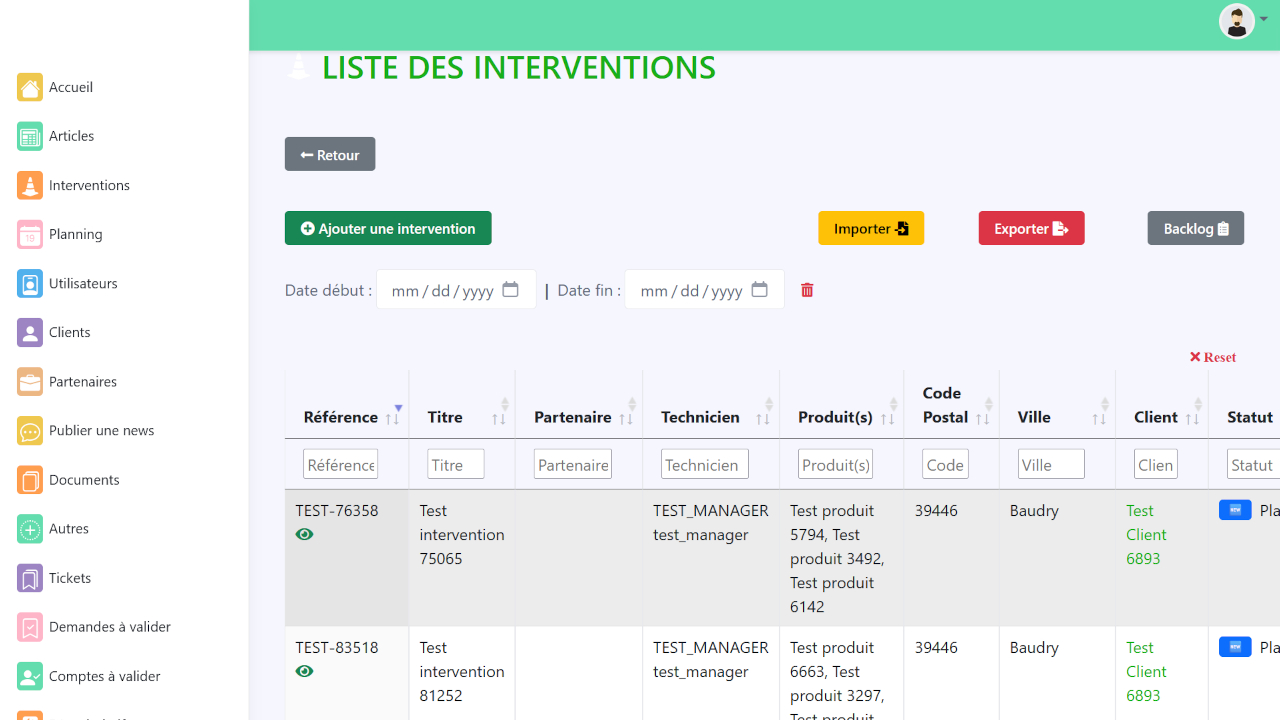 LISTE DES INTERVENTIONS
Accueil
Articles
Interventions
Planning
Utilisateurs
Clients
Partenaires
Publier une news
Documents
Autres
Tickets
Demandes à valider
Comptes à valider
Retour
Ajouter une intervention
Importer
Exporter
Backlog
Date début : mm/dd/yyyy | Date fin : mm/dd/yyyy
Reset
Référence Titre Partenaire Technicien Produit(s) Code Postal Ville Client Statut
Référence Titre Partenaire Technicien Produit(s) Code Ville Clien Statut
TEST-76358
Test
intervention
75065
TEST_MANAGER
test_manager
Test produit
5794, Test
produit 3492,
Test produit
6142
39446
Baudry
Test
Client
6893
Pla
TEST-83518
Test
intervention
81252
TEST_MANAGER
test_manager
Test produit
6663, Test
produit 3297,
Test produit
39446
Baudry
Test
Client
6893
Pla